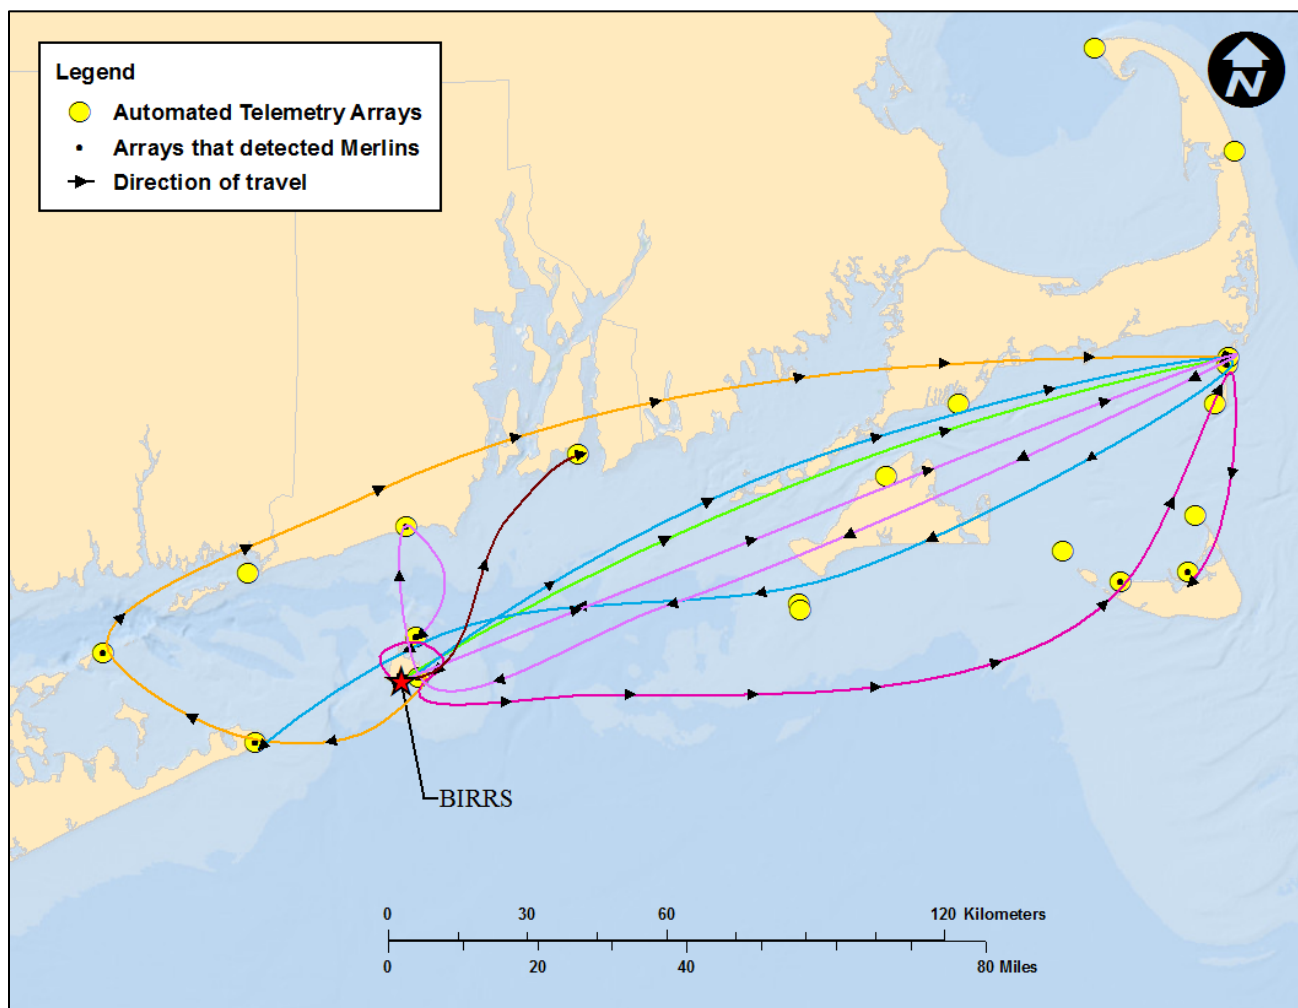 Legend
Automated Telemetry Arrays
Arrays that detected Merlins
Direction of travel
N
BIRRS
0 30 60 120 Kilometers
0 20 40 80 Miles